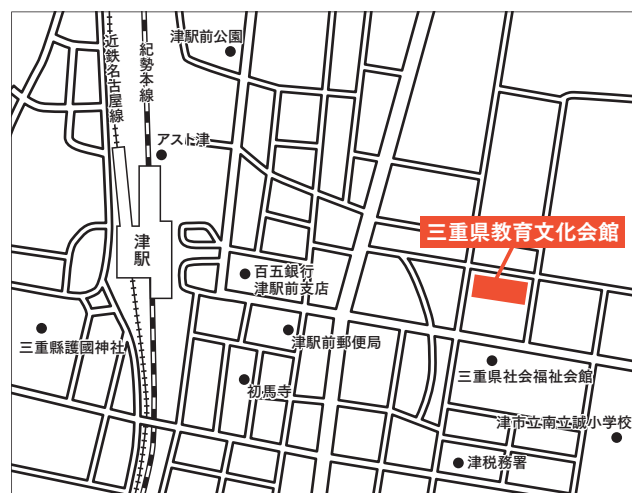 津駅前公園
近鉄名古屋線
紀勢本線
アスト津
津駅
三重県教育文化会館
百五銀行
津駅前支店
津駅前郵便局
三重縣護國神社
三重県社会福祉会館
初馬寺
津市立南立誠小学校
津税務署